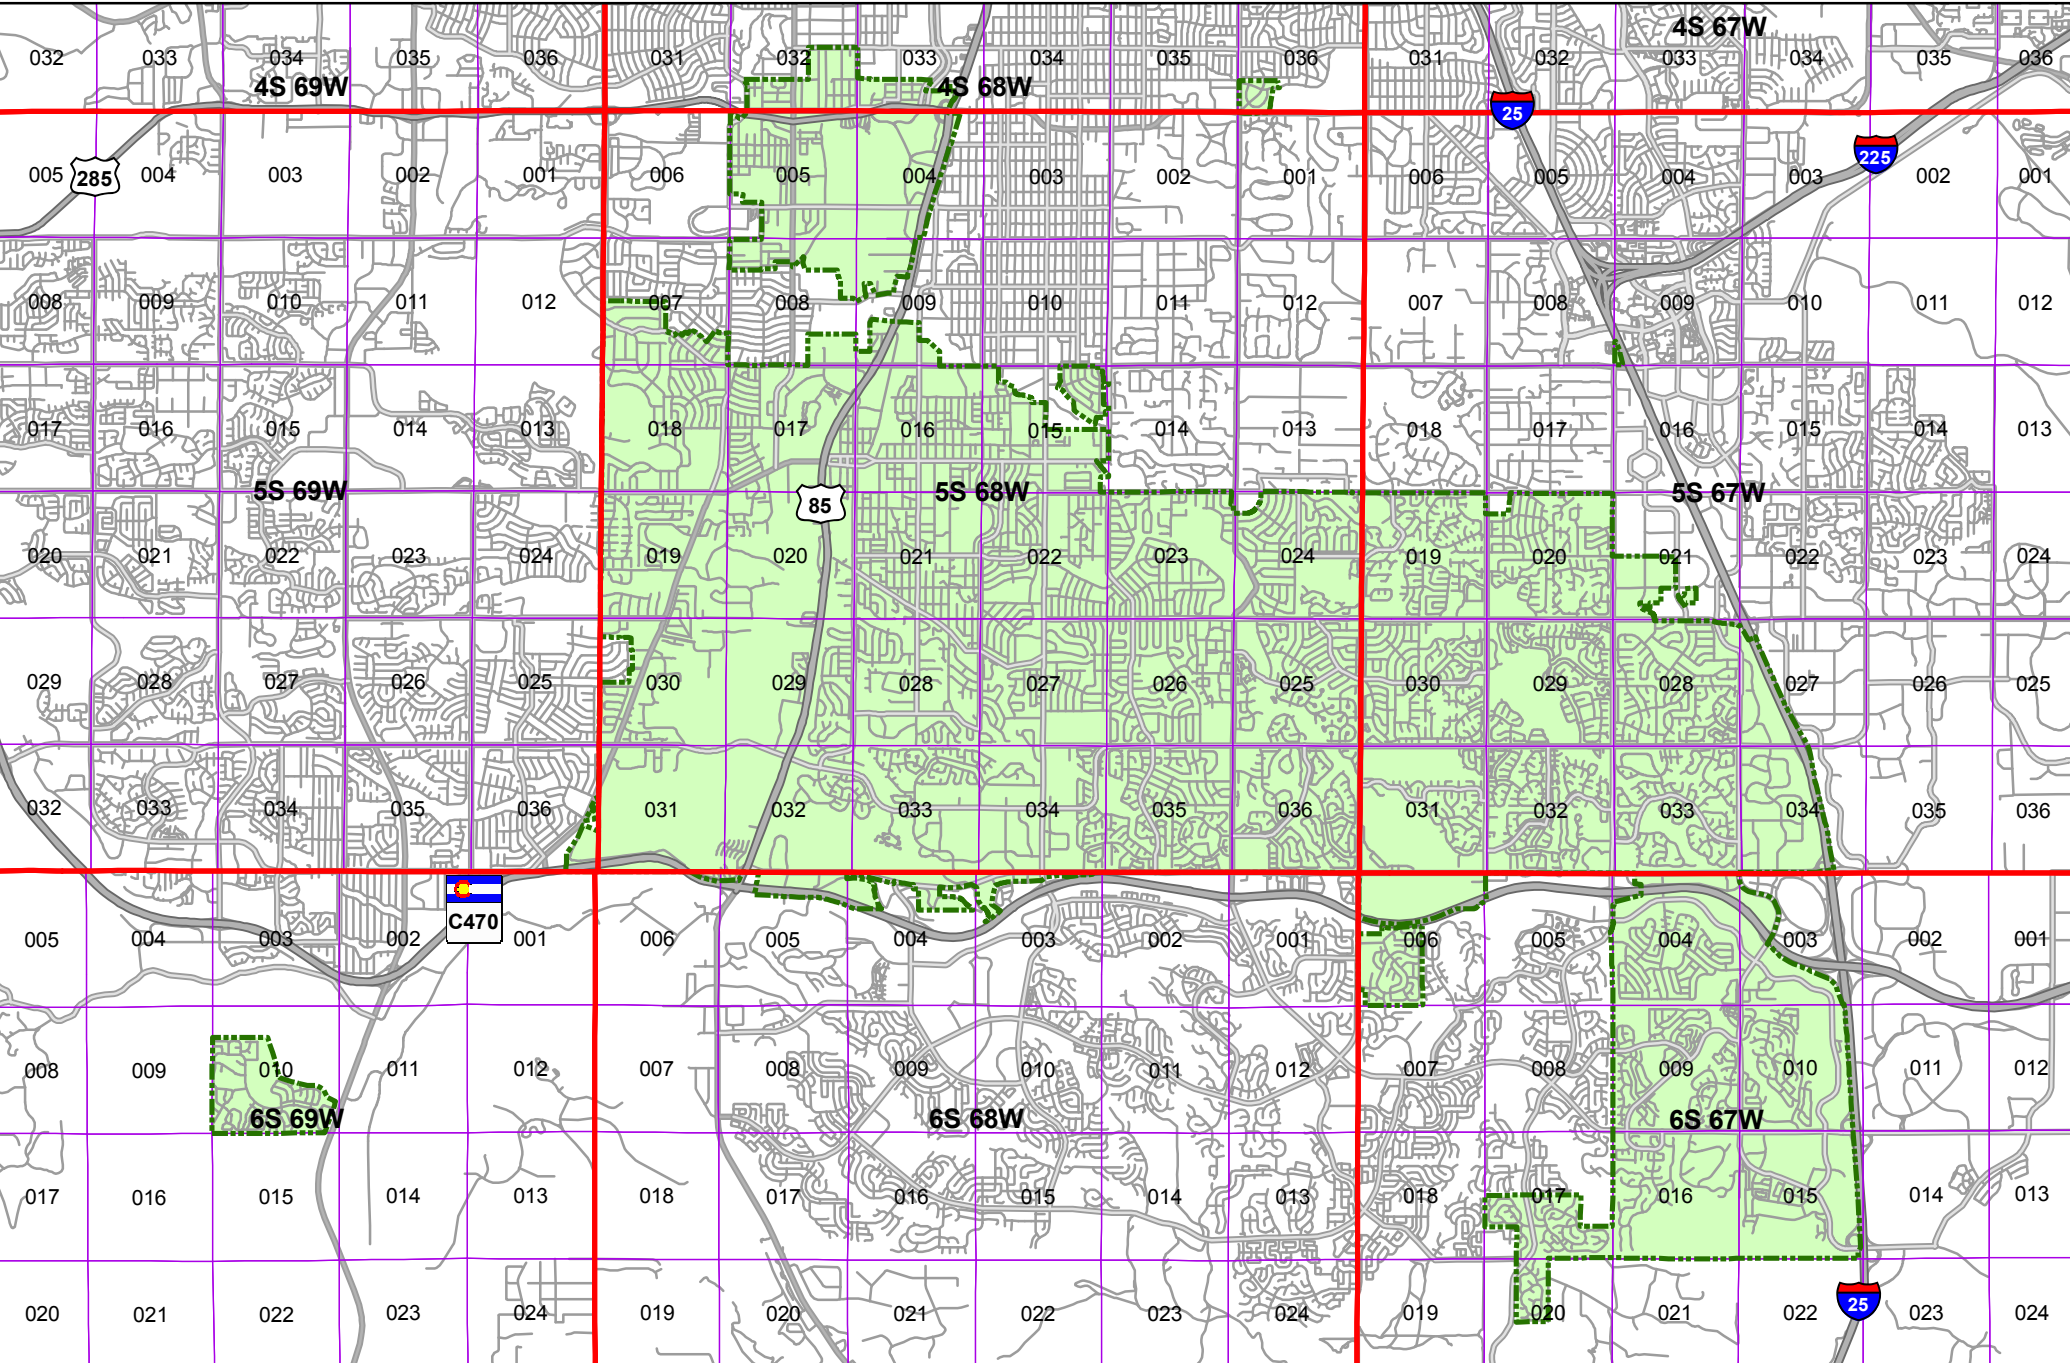 4S 67W
032 033 034 035 036 031 032 033 034 035 036 031 032 033 034 035 036
4S 69W 4S 68W
25
225
005 285 004 003 002 001 006 005 004 003 002 001 006 005 004 003 002 001
008 009 010 011 012 007 008 009 010 011 012 007 008 009 010 011 012
017 016 015 014 013 018 017 016 015 014 013 018 017 016 015 014 013
5S 69W 5S 68W 5S 67W
85
020 021 022 023 024 019 020 021 022 023 024 019 020 021 022 023 024
029 028 027 026 025 030 029 028 027 026 025 030 029 028 027 026 025
032 033 034 035 036 031 032 033 034 035 036 031 032 033 034 035 036
C470
005 004 003 002 001 006 005 004 003 002 001 006 005 004 003 002 001
008 009 010 011 012 007 008 009 010 011 012 007 008 009 010 011 012
6S 69W 6S 68W 6S 67W
017 016 015 014 013 018 017 016 015 014 013 018 017 016 015 014 013
25
020 021 022 023 024 019 020 021 022 023 024 019 020 021 022 023 024